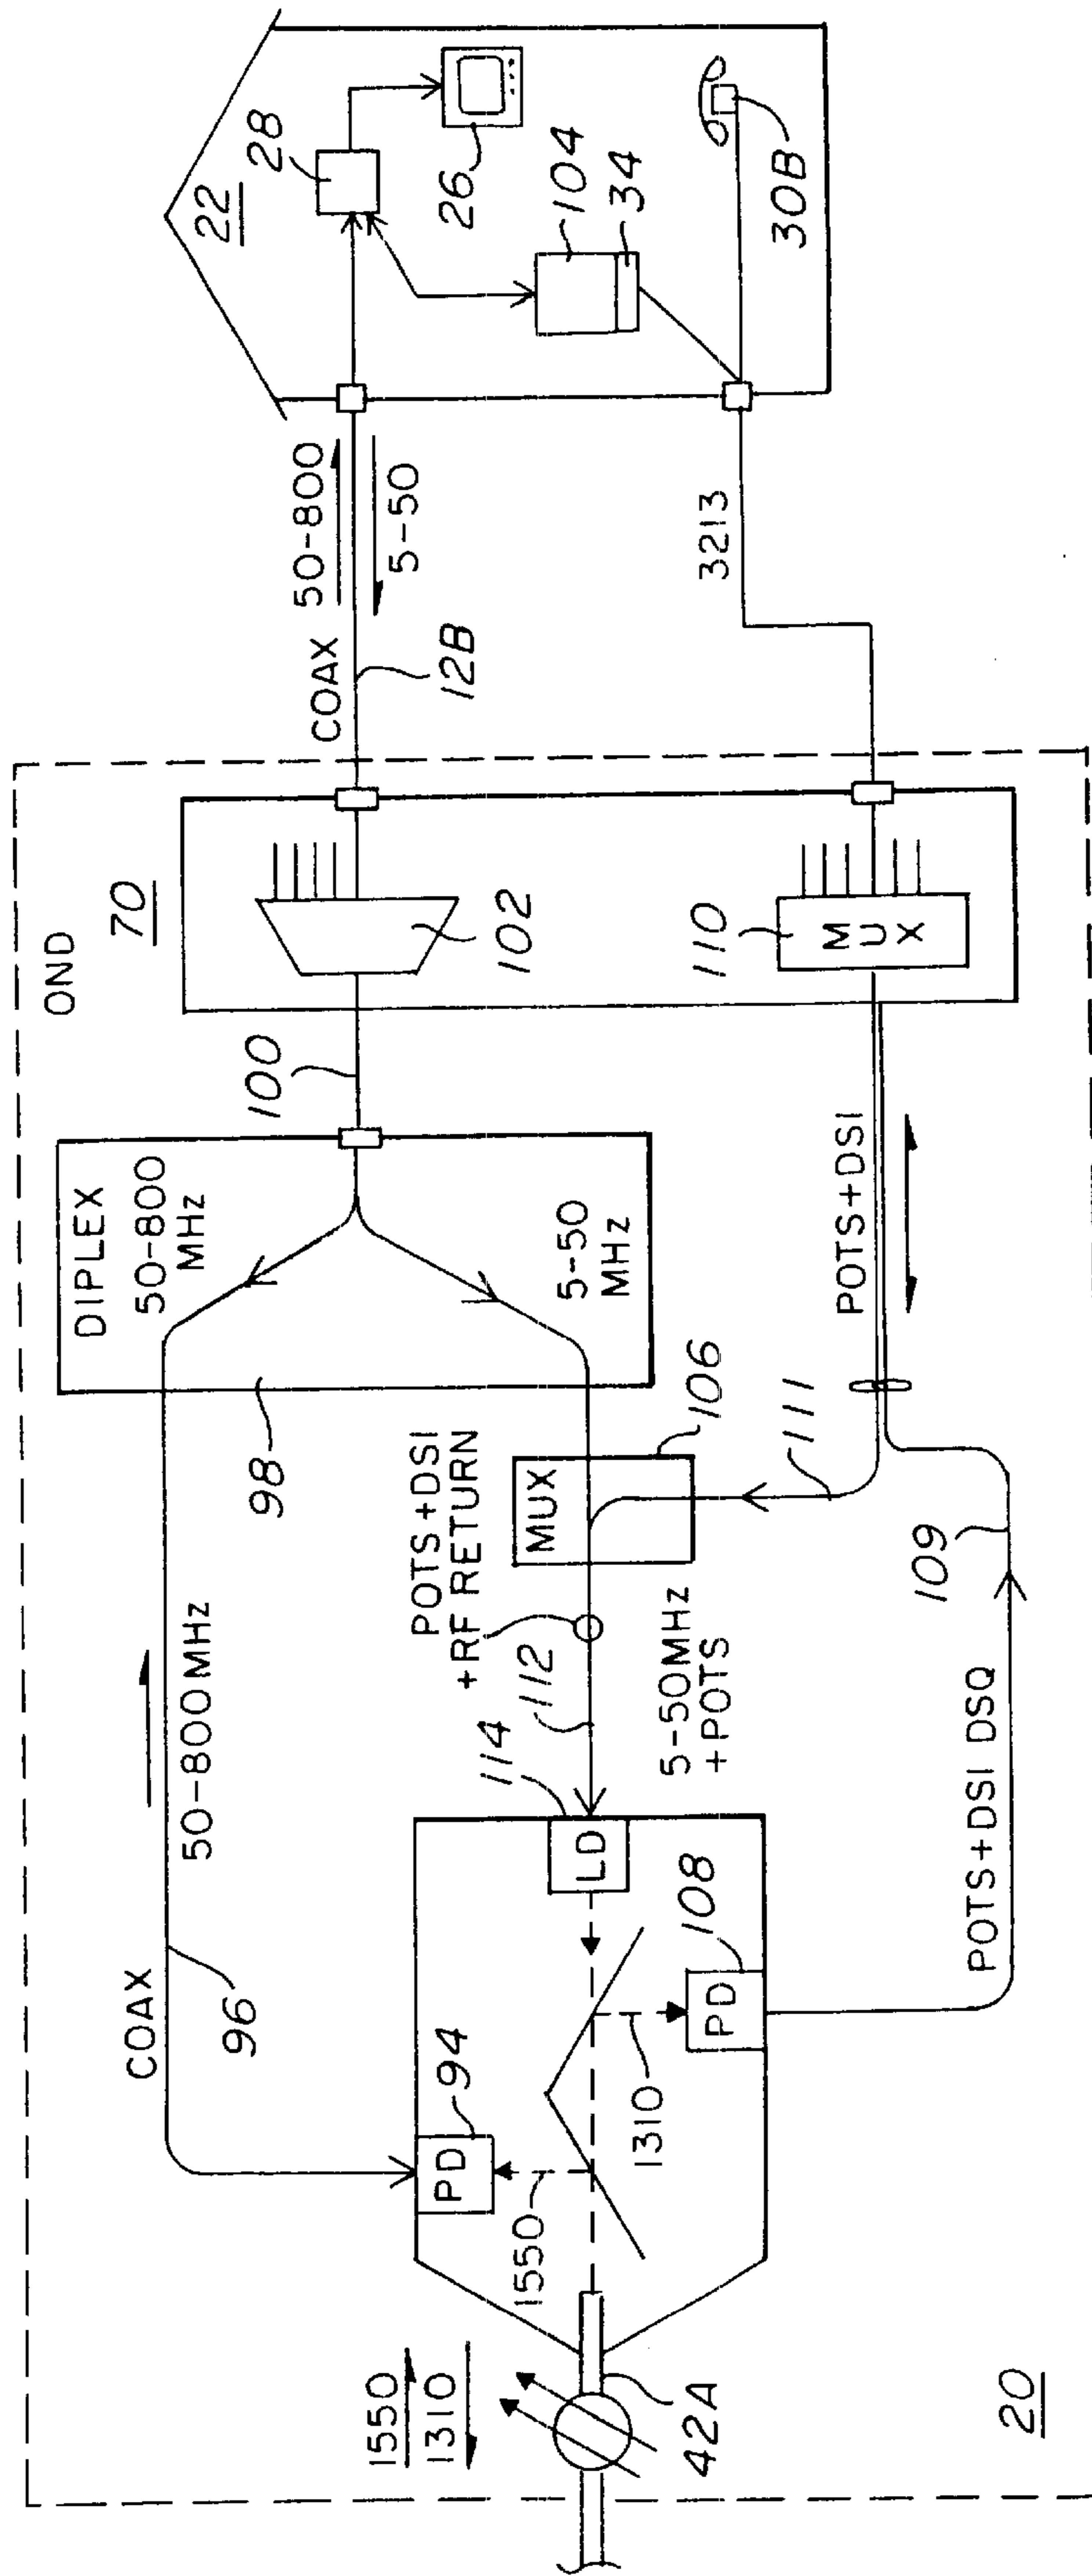 22
28
26
104
34
30B
50-800
5-50
COAX
12B
3213
OND
70
102
110
MUX
100
DIPLEX
50-800
MHz
5-50
MHz
98
POTS+DSI
106
MUX
111
POTS+DSI
+RF RETURN
112
5-50MHz
+POTS
109
POTS+DSI DSQ
50-800MHz
COAX
96
114
LD
PD
108
PD
94
1310
1550
1550
1310
42A
20